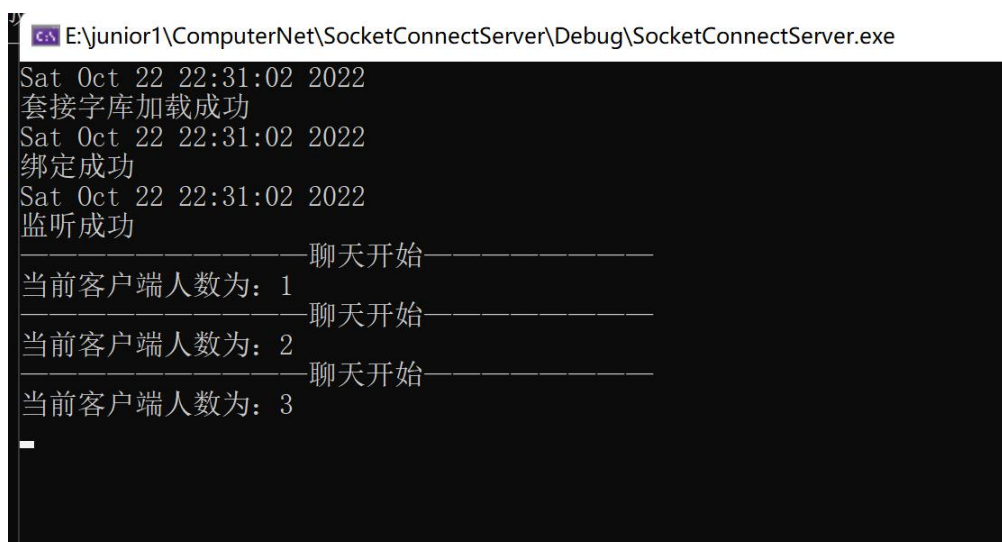 E:\junior1\ComputerNet\SocketConnectServer\Debug\SocketConnectServer.exe
Sat Oct 22 22:31:02 2022
套接字库加载成功
Sat Oct 22 22:31:02 2022
绑定成功
Sat Oct 22 22:31:02 2022
监听成功
——————————聊天开始————————
当前客户端人数为：1
——————————聊天开始————————
当前客户端人数为：2
——————————聊天开始————————
当前客户端人数为：3